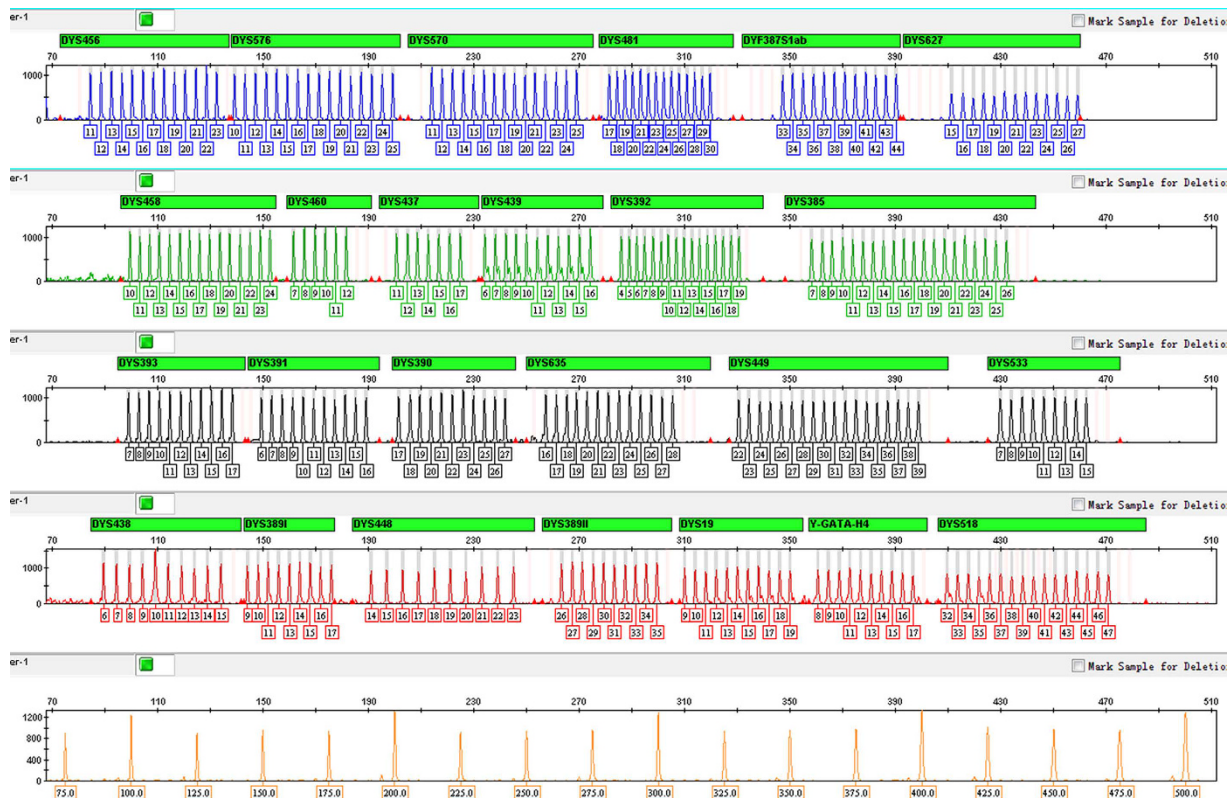 er-1 Mark Sample for Deletio
DYS456 DYS576 DYS570 DYS481 DYF387S1ab DYS627
70 110 150 190 230 270 310 350 390 430 470 510
1000
0
11 13 15 17 19 21 23 10 12 14 16 18 20 22 24 11 13 15 17 19 21 23 25 17 19 21 23 25 27 29 33 35 37 39 41 43 15 17 19 21 23 25 27
12 14 16 18 20 22 11 13 15 17 19 21 23 25 12 14 16 18 20 22 24 18 20 22 24 26 28 30 34 36 38 40 42 44 16 18 20 22 24 26
er-1 Mark Sample for Deletio
DYS458 DYS460 DYS437 DYS439 DYS392 DYS385
70 110 150 190 230 270 310 350 390 430 470 510
1000
0
10 12 14 16 18 20 22 24 7 8 9 10 12 11 13 15 17 6 7 8 9 10 12 14 16 4 5 6 7 8 9 11 13 15 17 19 7 8 9 10 12 14 16 18 20 22 24 26
11 13 15 17 19 21 23 11 12 14 16 11 13 15 10 12 14 16 18 11 13 15 17 19 21 23 25
er-1 Mark Sample for Deletio
DYS393 DYS391 DYS390 DYS635 DYS449 DYS533
70 110 150 190 230 270 310 350 390 430 470 510
1000
0
7 8 9 10 12 14 16 6 7 8 9 11 13 15 17 19 21 23 25 27 16 18 20 22 24 26 28 22 24 26 28 30 32 34 36 38 7 8 9 10 12 14
11 13 15 17 10 12 14 16 18 20 22 24 26 17 19 21 23 25 27 23 25 27 29 31 33 35 37 39 11 13 15
er-1 Mark Sample for Deletio
DYS438 DYS389I DYS448 DYS389II DYS19 Y-GATA-H4 DYS518
70 110 150 190 230 270 310 350 390 430 470 510
1000
0
6 7 8 9 10 11 12 13 14 15 9 10 12 14 16 14 15 16 17 18 19 20 21 22 23 26 28 30 32 34 9 10 12 14 16 18 8 9 10 12 14 16 32 34 36 38 40 42 44 46
11 13 15 17 27 29 31 33 35 11 13 15 17 19 11 13 15 17 33 35 37 39 41 43 45 47
er-1 Mark Sample for Deletio
70 110 150 190 230 270 310 350 390 430 470 510
1200
800
400
0
75.0 100.0 125.0 150.0 175.0 200.0 225.0 250.0 275.0 300.0 325.0 350.0 375.0 400.0 425.0 450.0 475.0 500.0